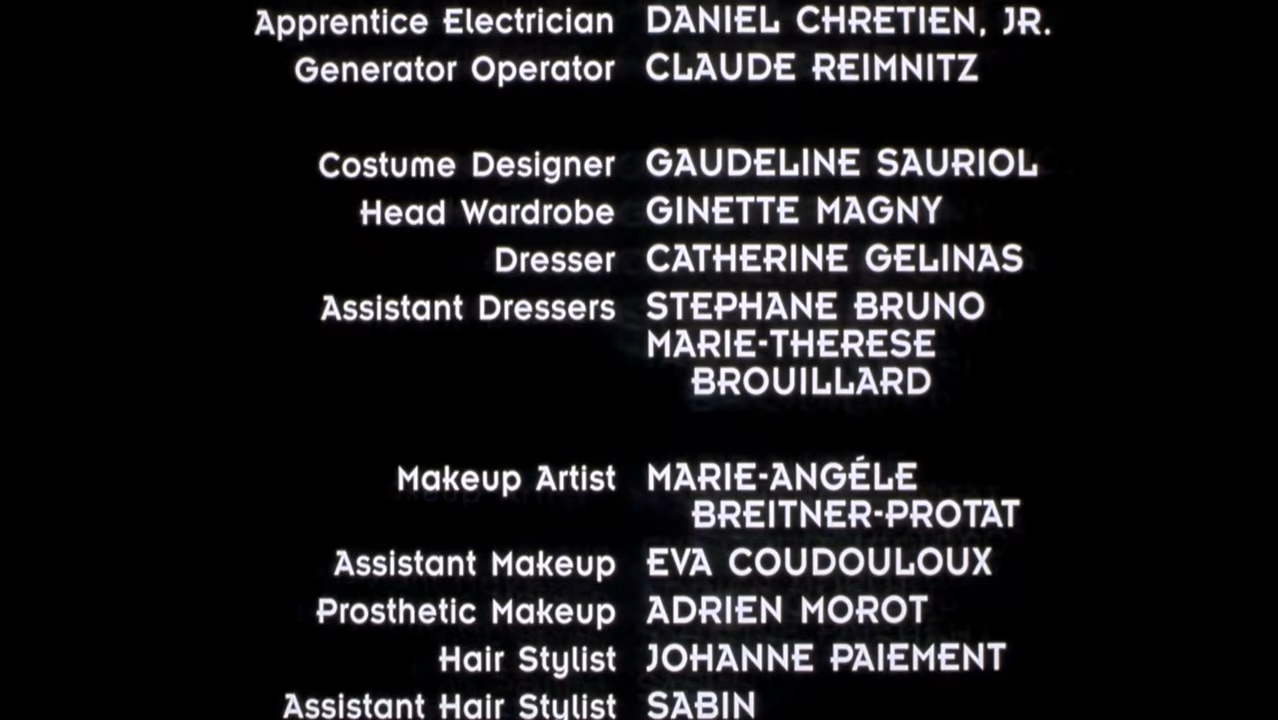 Apprentice Electrician DANIEL CHRETIEN, JR.
Generator Operator CLAUDE REIMNITZ
Costume Designer GAUDELINE SAURIOL
Head Wardrobe GINETTE MAGNY
Dresser CATHERINE GELINAS
Assistant Dressers STEPHANE BRUNO
MARIE-THERESE
BROUILLARD
Makeup Artist MARIE-ANGÉLE
BREITNER-PROTAT
Assistant Makeup EVA COUDOULOUX
Prosthetic Makeup ADRIEN MOROT
Hair Stylist JOHANNE PAIEMENT
Assistant Hair Stylist SABIN